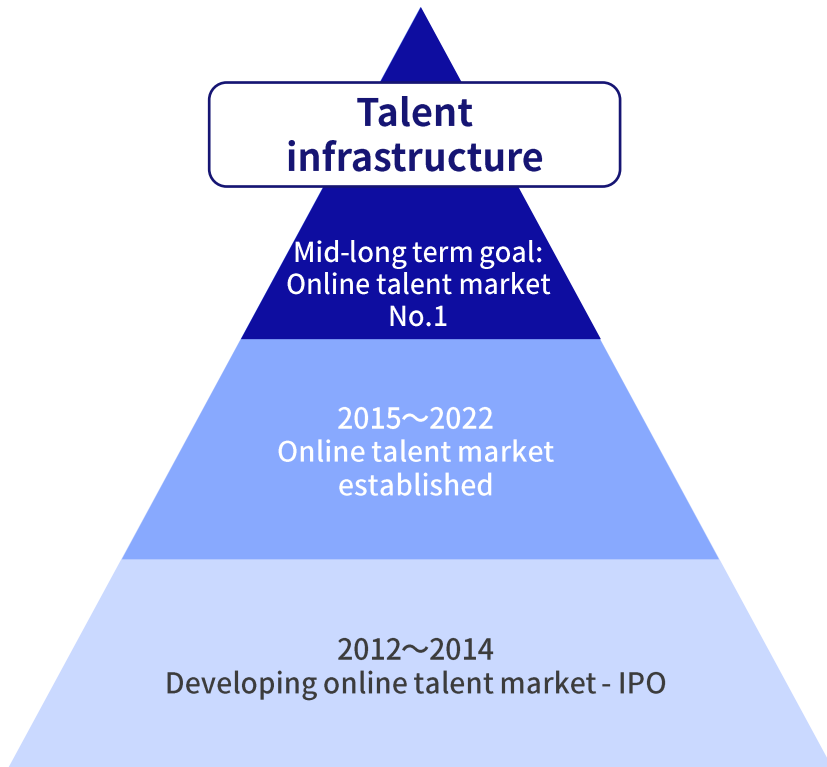 Talent
infrastructure
Mid-long term goal:
Online talent market
No.1
2015～2022
Online talent market
established
2012～2014
Developing online talent market - IPO